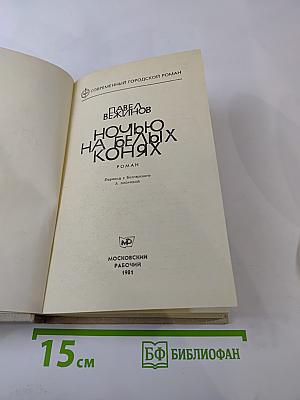 СОВРЕМЕННЫЙ ГОРОДСКОЙ РОМАН
ПАВЕЛ
ВЕЖИНОВ
НОЧЬЮ
НА БЕЛЫХ
КОНЯХ
РОМАН
Перевод с болгарского
Л. Лихачевой
МР
МОСКОВСКИЙ
РАБОЧИЙ
1981
15 см
БФ БИБЛИОФАН